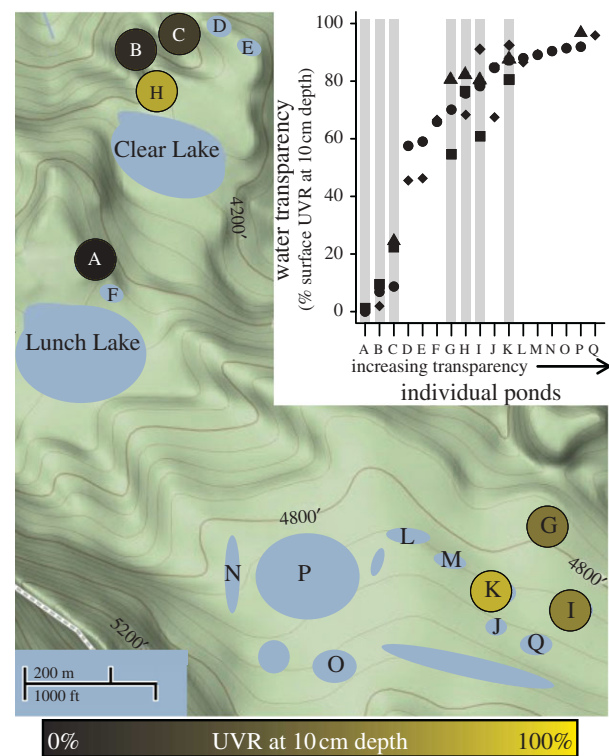 B
C
D
E
H
Clear Lake
4200′
A
F
Lunch Lake
water transparency
(% surface UVR at 10 cm depth)
100
80
60
40
20
0
A B C D E F G H I J K L M N O P Q
increasing transparency
individual ponds
4800′
G
L
N
P
M
4800′
K
I
J
5200′
O
Q
200 m
1000 ft
0% UVR at 10 cm depth 100%